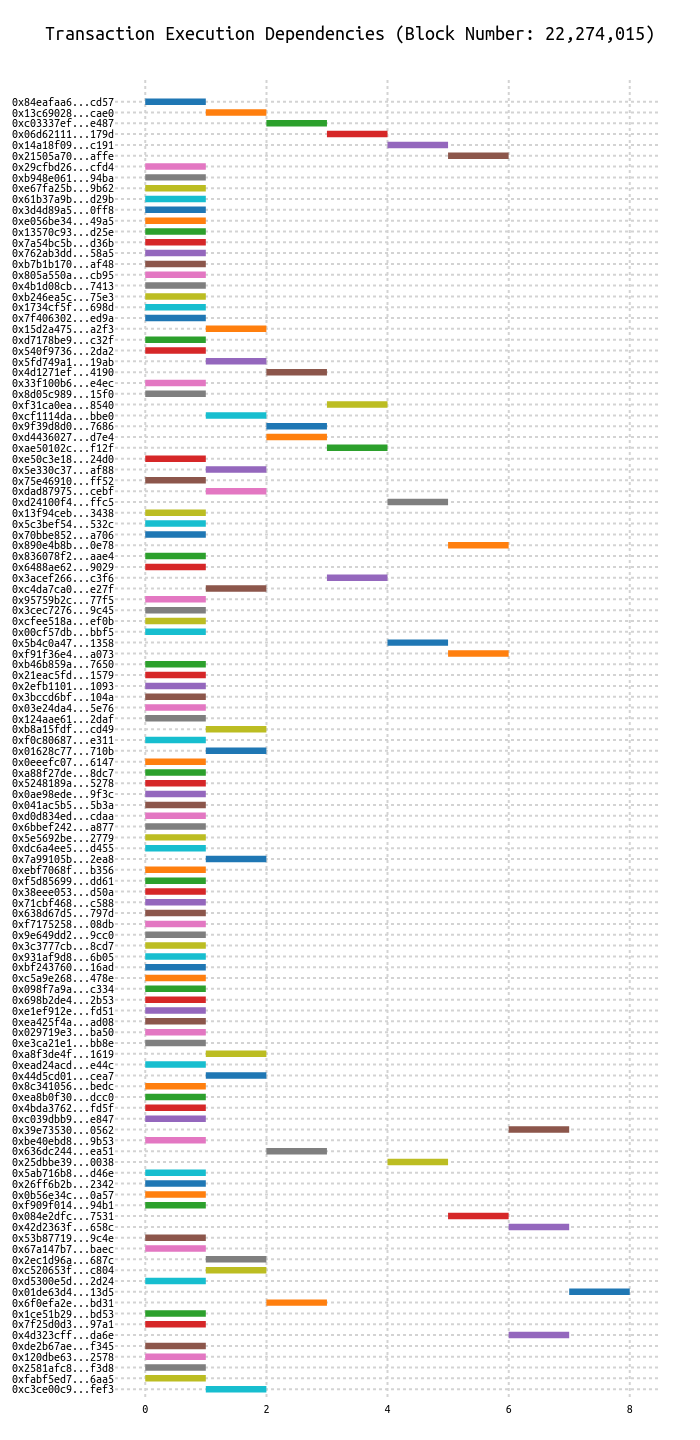 Transaction Execution Dependencies (Block Number: 22,274,015)
0x84eafaa6...cd57
0x13c69028...cae0
0xc03337ef...e487
0x06d62111...179d
0x14a18f09...c191
0x21505a70...affe
0x29cfbd26...cfd4
0xb948e061...94ba
0xe67fa25b...9b62
0x61b37a9b...d29b
0x3d4d89a5...0ff8
0xe056be34...49a5
0x13570c93...d25e
0x7a54bc5b...d36b
0x762ab3dd...58a5
0xb7b1b170...af48
0x805a550a...cb95
0x4b1d08cb...7413
0xb246ea5c...75e3
0x1734cf5f...698d
0x7f406302...ed9a
0x15d2a475...a2f3
0xd7178be9...c32f
0x540f9736...2da2
0x5fd749a1...19ab
0x4d1271ef...4190
0x33f100b6...e4ec
0x8d05c989...15f0
0xf31ca0ea...8540
0xcf1114da...bbe0
0x9f39d8d0...7686
0xd4436027...d7e4
0xae50102c...f12f
0xe50c3e18...24d0
0x5e330c37...af88
0x75e46910...ff52
0xdad87975...cebf
0xd24100f4...ffc5
0x13f94ceb...3438
0x5c3bef54...532c
0x70bbe852...a706
0x890e4b8b...0e78
0x836078f2...aae4
0x6488ae62...9029
0x3acef266...c3f6
0xc4da7ca0...e27f
0x95759b2c...77f5
0x3cec7276...9c45
0xcfee518a...ef0b
0x00cf57db...bbf5
0x5b4c0a47...1358
0xf91f36e4...a073
0xb46b859a...7650
0x21eac5fd...1579
0x2efb1101...1093
0x3bccd6bf...104a
0x03e24da4...5e76
0x124aae61...2daf
0xb8a15fdf...cd49
0xf0c80687...e311
0x01628c77...710b
0x0eeefc07...6147
0xa88f27de...8dc7
0x5248189a...5278
0x0ae98ede...9f3c
0x041ac5b5...5b3a
0xd0d834ed...cdaa
0x6bbef242...a877
0x5e5692be...2779
0xdc6a4ee5...d455
0x7a99105b...2ea8
0xebf7068f...b356
0xf5d85699...dd61
0x38eee053...d50a
0x71cbf468...c588
0x638d67d5...797d
0xf7175258...08db
0x9e649dd2...9cc0
0x3c3777cb...8cd7
0x931af9d8...6b05
0xbf243760...16ad
0xc5a9e268...478e
0x098f7a9a...c334
0x698b2de4...2b53
0xe1ef912e...fd51
0xea425f4a...ad08
0x029719e3...ba50
0xe3ca21e1...bb8e
0xa8f3de4f...1619
0xead24acd...e44c
0x44d5cd01...cea7
0x8c341056...bedc
0xea8b0f30...dcc0
0x4bda3762...fd5f
0xc039dbb9...e847
0x39e73530...0562
0xbe40ebd8...9b53
0x636dc244...ea51
0x25dbbe39...0038
0x5ab716b8...d46e
0x26ff6b2b...2342
0x0b56e34c...0a57
0xf909f014...94b1
0x084e2dfc...7531
0x42d2363f...658c
0x53b87719...9c4e
0x67a147b7...baec
0x2ec1d96a...687c
0xc520653f...c804
0xd5300e5d...2d24
0x01de63d4...13d5
0x6f0efa2e...bd31
0x1ce51b29...bd53
0x7f25d0d3...97a1
0x4d323cff...da6e
0xde2b67ae...f345
0x120dbe63...2578
0x2581afc8...f3d8
0xfabf5ed7...6aa5
0xc3ce00c9...fef3
0 2 4 6 8